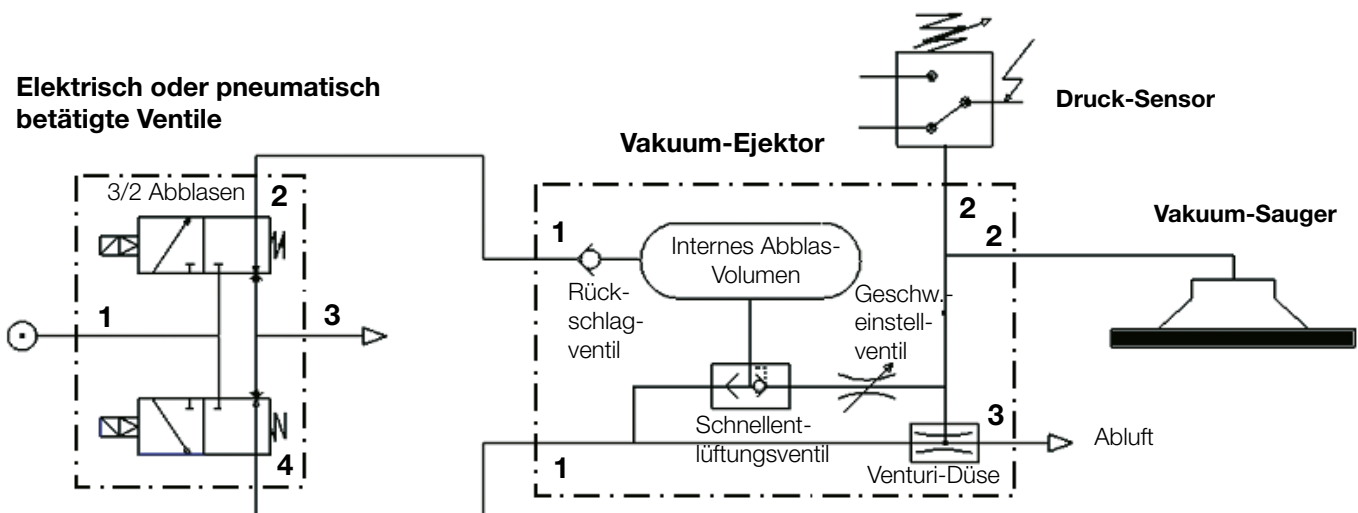 Elektrisch oder pneumatisch
betätigte Ventile
Druck-Sensor
Vakuum-Ejektor
3/2 Abblasen
2
2
2
Vakuum-Sauger
1
Internes Abblas-
Volumen
Rück-
schlag-
ventil
Geschw.-
einstell-
ventil
1
3
Schnellent-
lüftungsventil
3
Abluft
4
1
Venturi-Düse